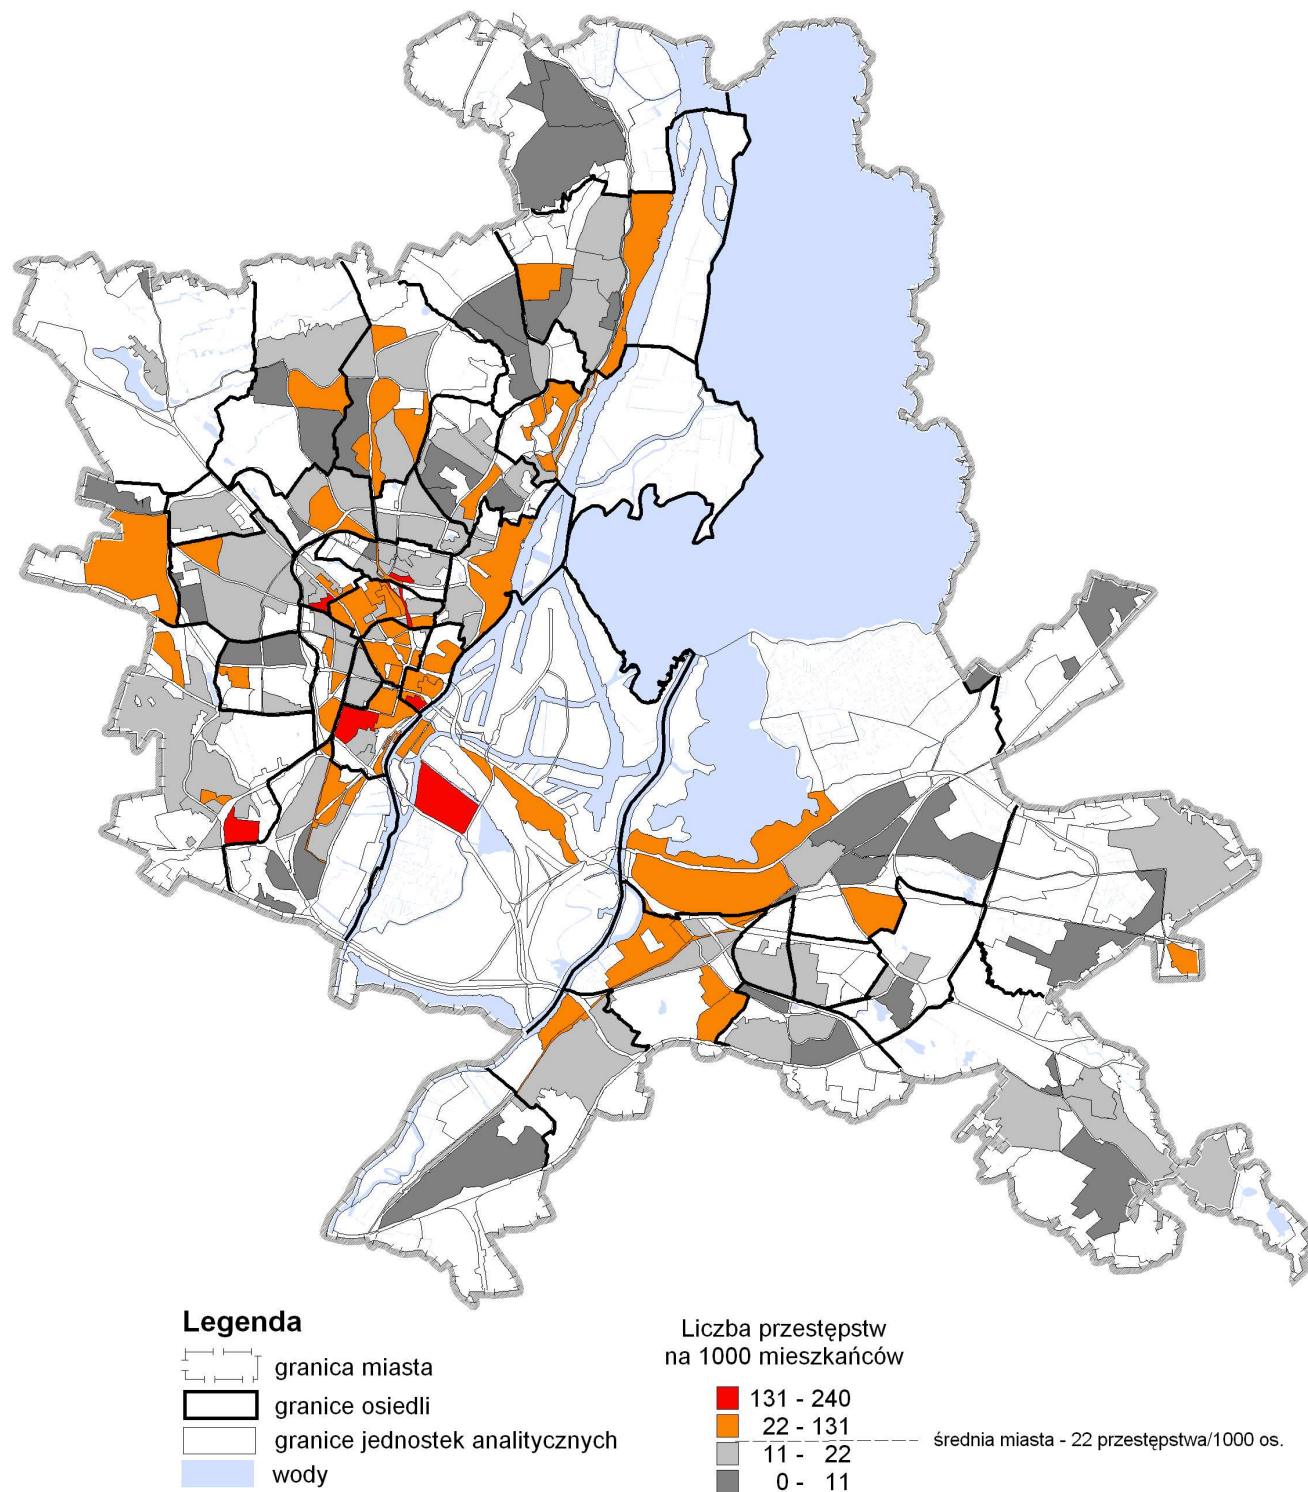 Legenda
granica miasta
granice osiedli
granice jednostek analitycznych
wody
Liczba przestępstw
na 1000 mieszkańców
131 - 240
22 - 131
11 - 22
0 - 11
średnia miasta - 22 przestępstwa/1000 os.